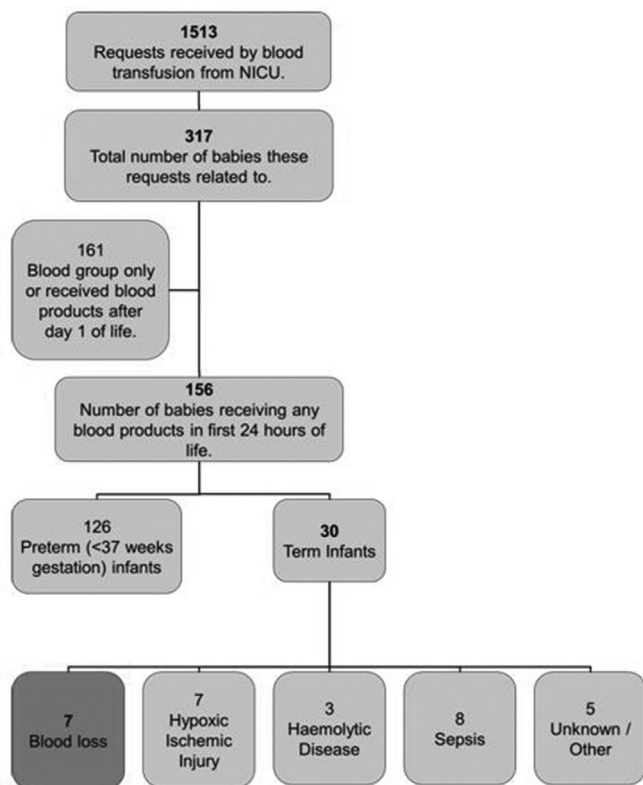 1513
Requests received by blood
transfusion from NICU.
317
Total number of babies these
requests related to.
161
Blood group only
or received blood
products after
day 1 of life.
156
Number of babies receiving any
blood products in first 24 hours of
life.
126
Preterm (<37 weeks
gestation) infants
30
Term Infants
7
Blood loss
7
Hypoxic
Ischemic
Injury
3
Haemolytic
Disease
8
Sepsis
5
Unknown /
Other